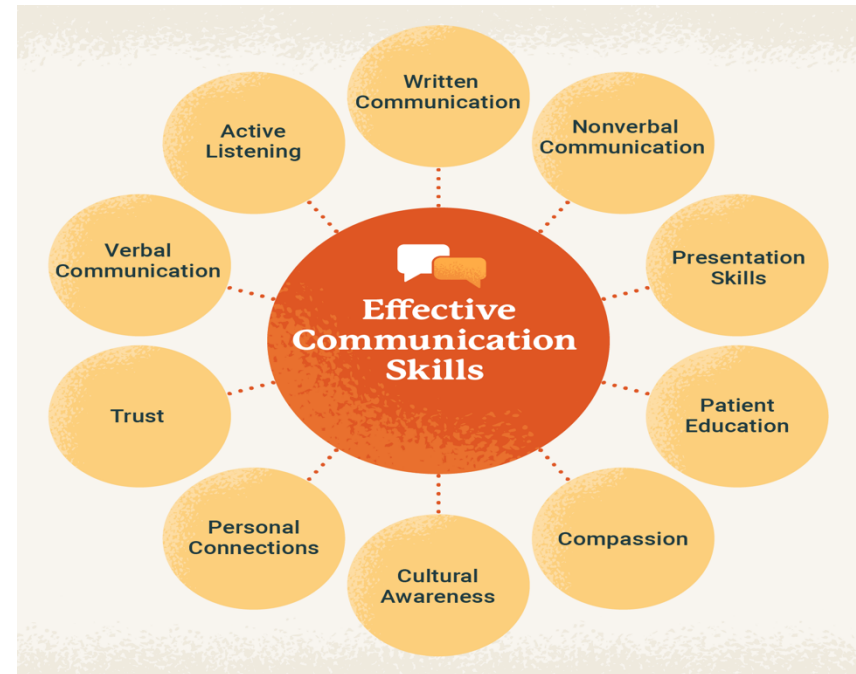 Written
Communication
Nonverbal
Communication
Presentation
Skills
Patient
Education
Compassion
Cultural
Awareness
Personal
Connections
Trust
Verbal
Communication
Active
Listening
Effective
Communication
Skills